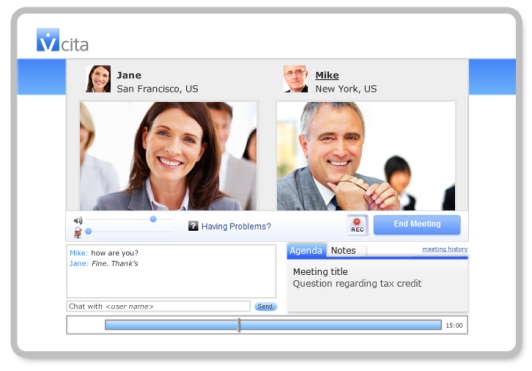 vcita
Jane
San Francisco, US
Mike
New York, US
? Having Problems?
REC
End Meeting
Mike: how are you?
Jane: Fine. Thank's
Agenda Notes meeting history
Meeting title
Question regarding tax credit
Chat with <user name> Send
15:00